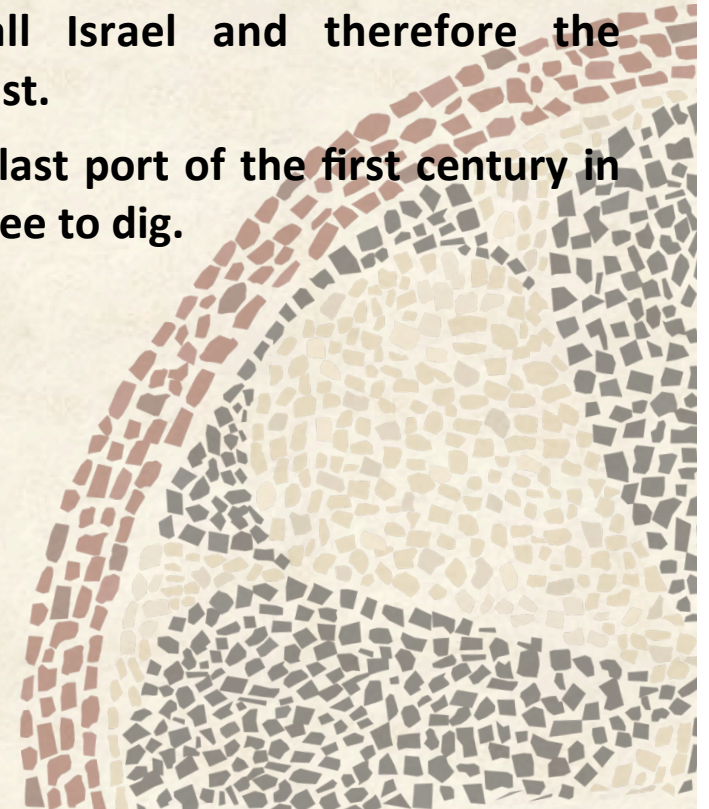 all Israel and therefore the
st.
last port of the first century in
ee to dig.